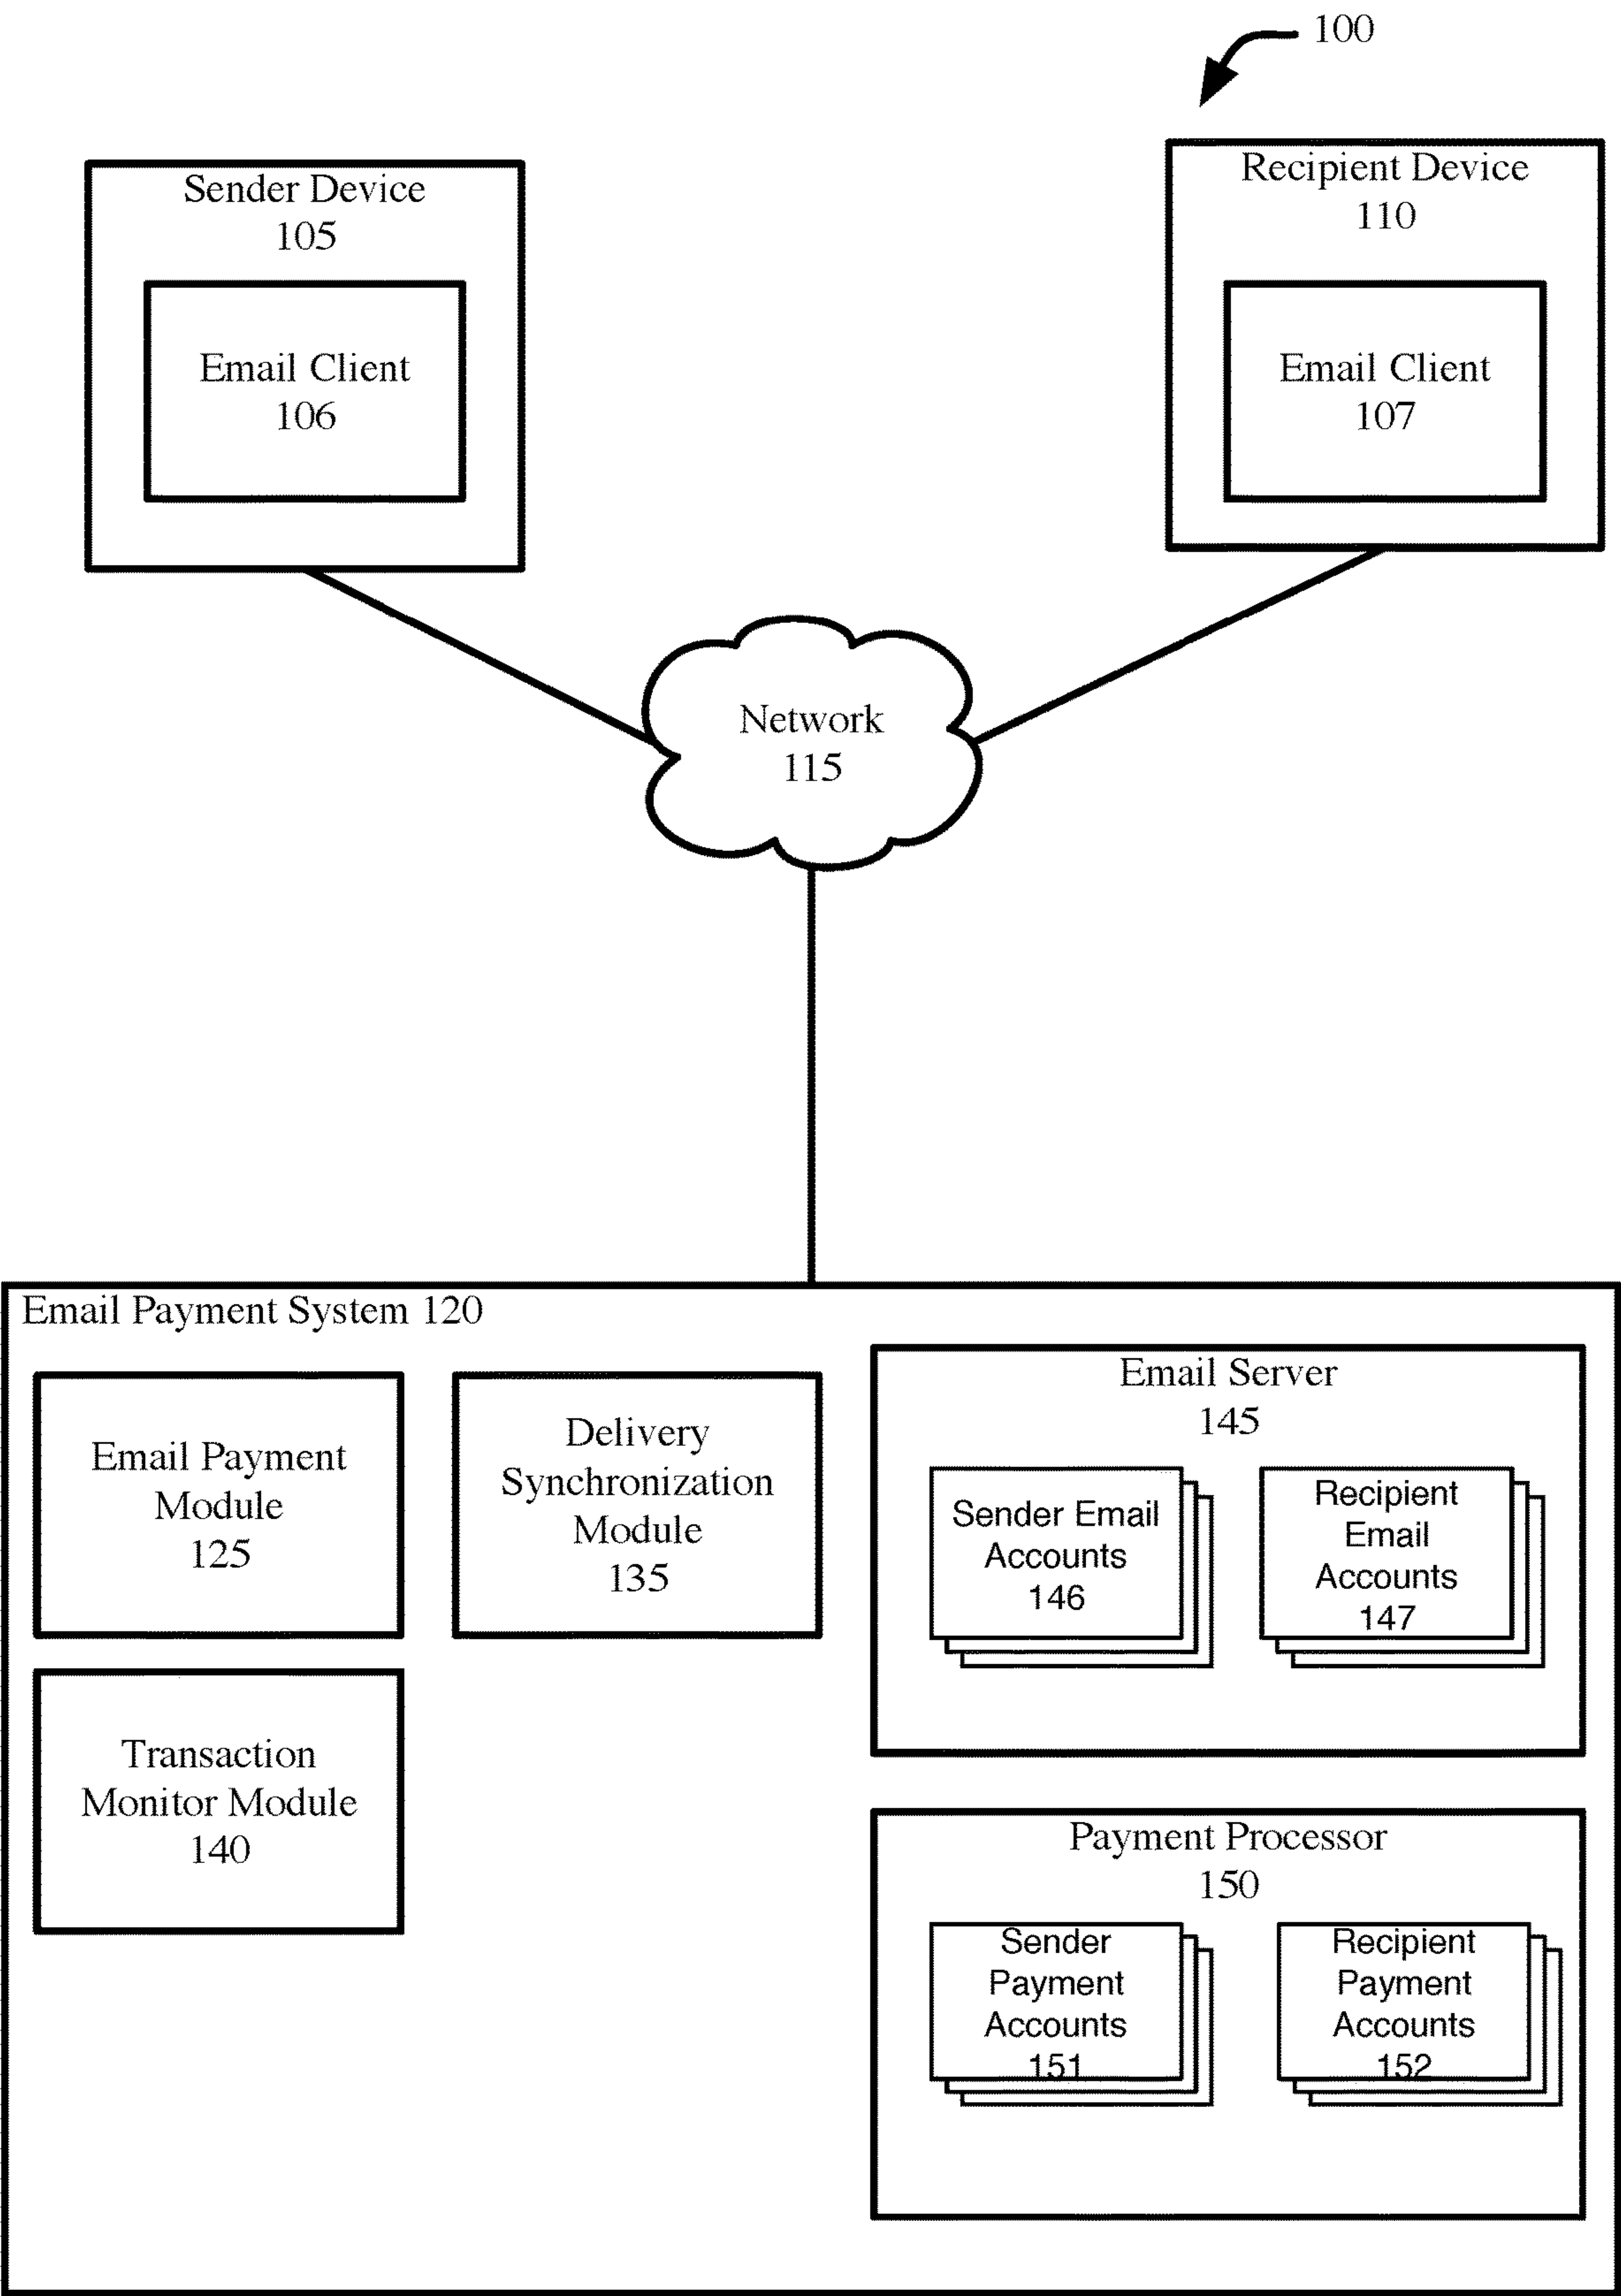 100
Sender Device
105
Email Client
106
Recipient Device
110
Email Client
107
Network
115
Email Payment System 120
Email Payment
Module
125
Delivery
Synchronization
Module
135
Transaction
Monitor Module
140
Email Server
145
Sender Email
Accounts
146
Recipient
Email
Accounts
147
Payment Processor
150
Sender
Payment
Accounts
151
Recipient
Payment
Accounts
152